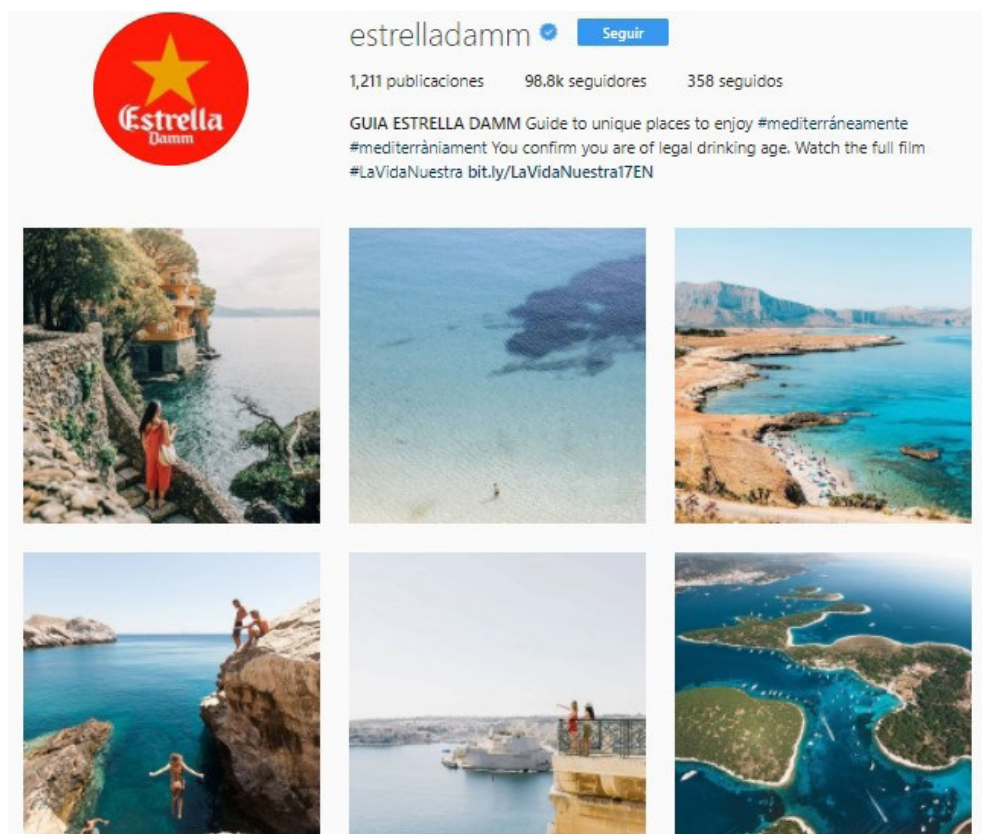 Estrella
Damm
estrelladamm
Seguir
1,211 publicaciones 98.8k seguidores 358 seguidos
GUIA ESTRELLA DAMM Guide to unique places to enjoy #mediterráneamente
#mediterràniament You confirm you are of legal drinking age. Watch the full film
#LaVidaNuestra bit.ly/LaVidaNuestra17EN